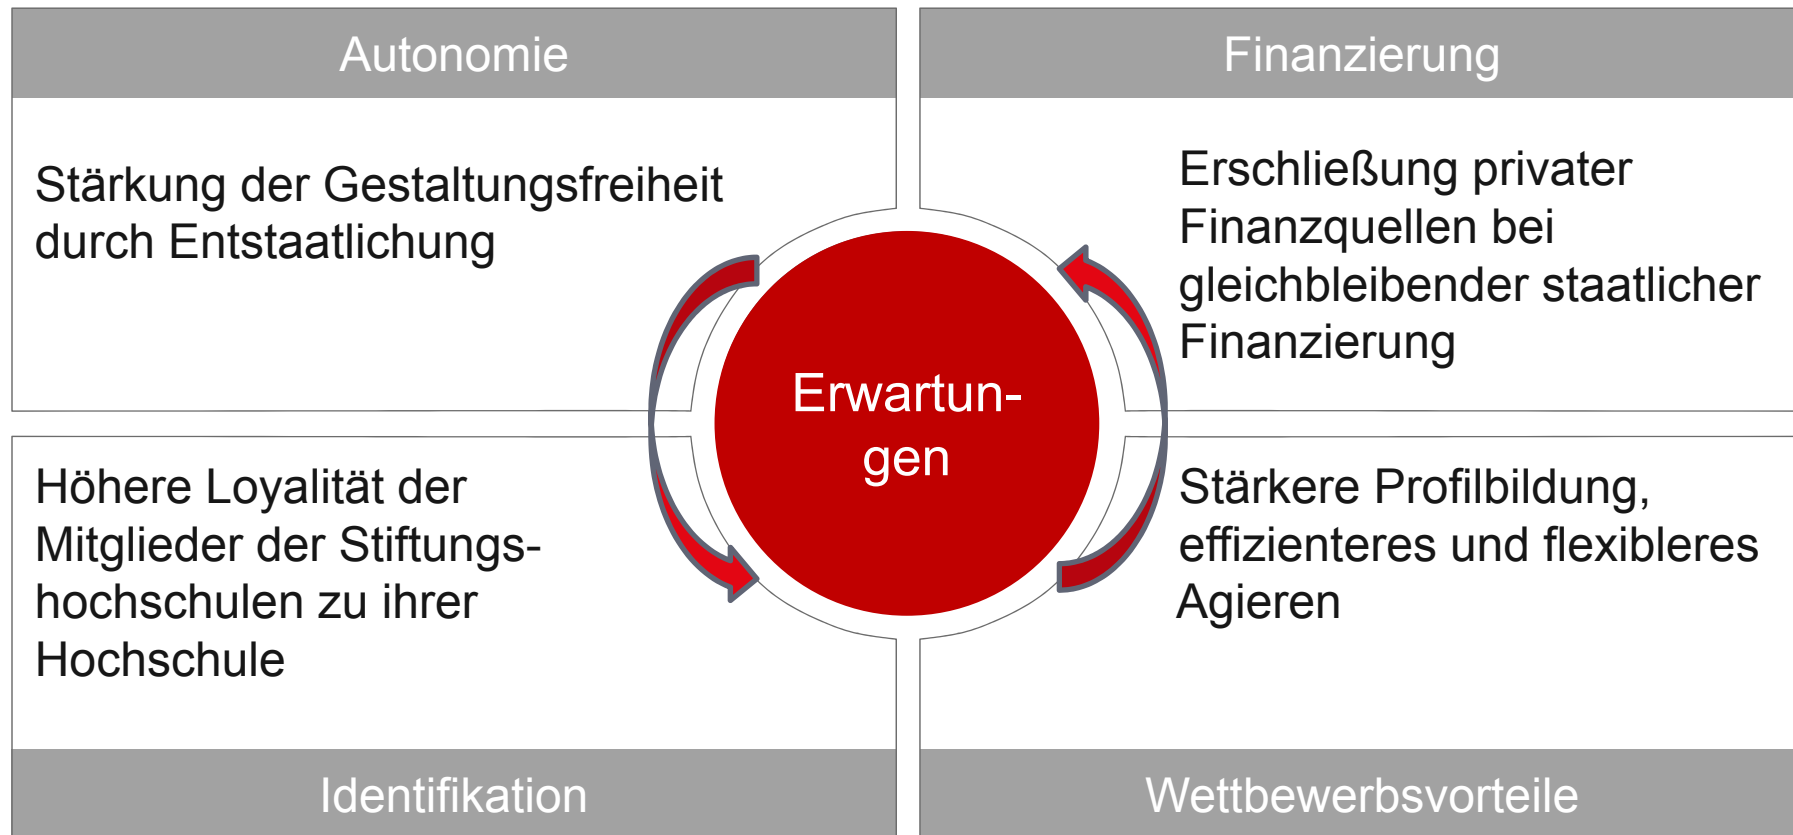 Autonomie
Stärkung der Gestaltungsfreiheit
durch Entstaatlichung
Finanzierung
Erschließung privater
Finanzquellen bei
gleichbleibender staatlicher
Finanzierung
Erwartun-
gen
Höhere Loyalität der
Mitglieder der Stiftungs-
hochschulen zu ihrer
Hochschule
Identifikation
Stärkere Profilbildung,
effizienteres und flexibleres
Agieren
Wettbewerbsvorteile